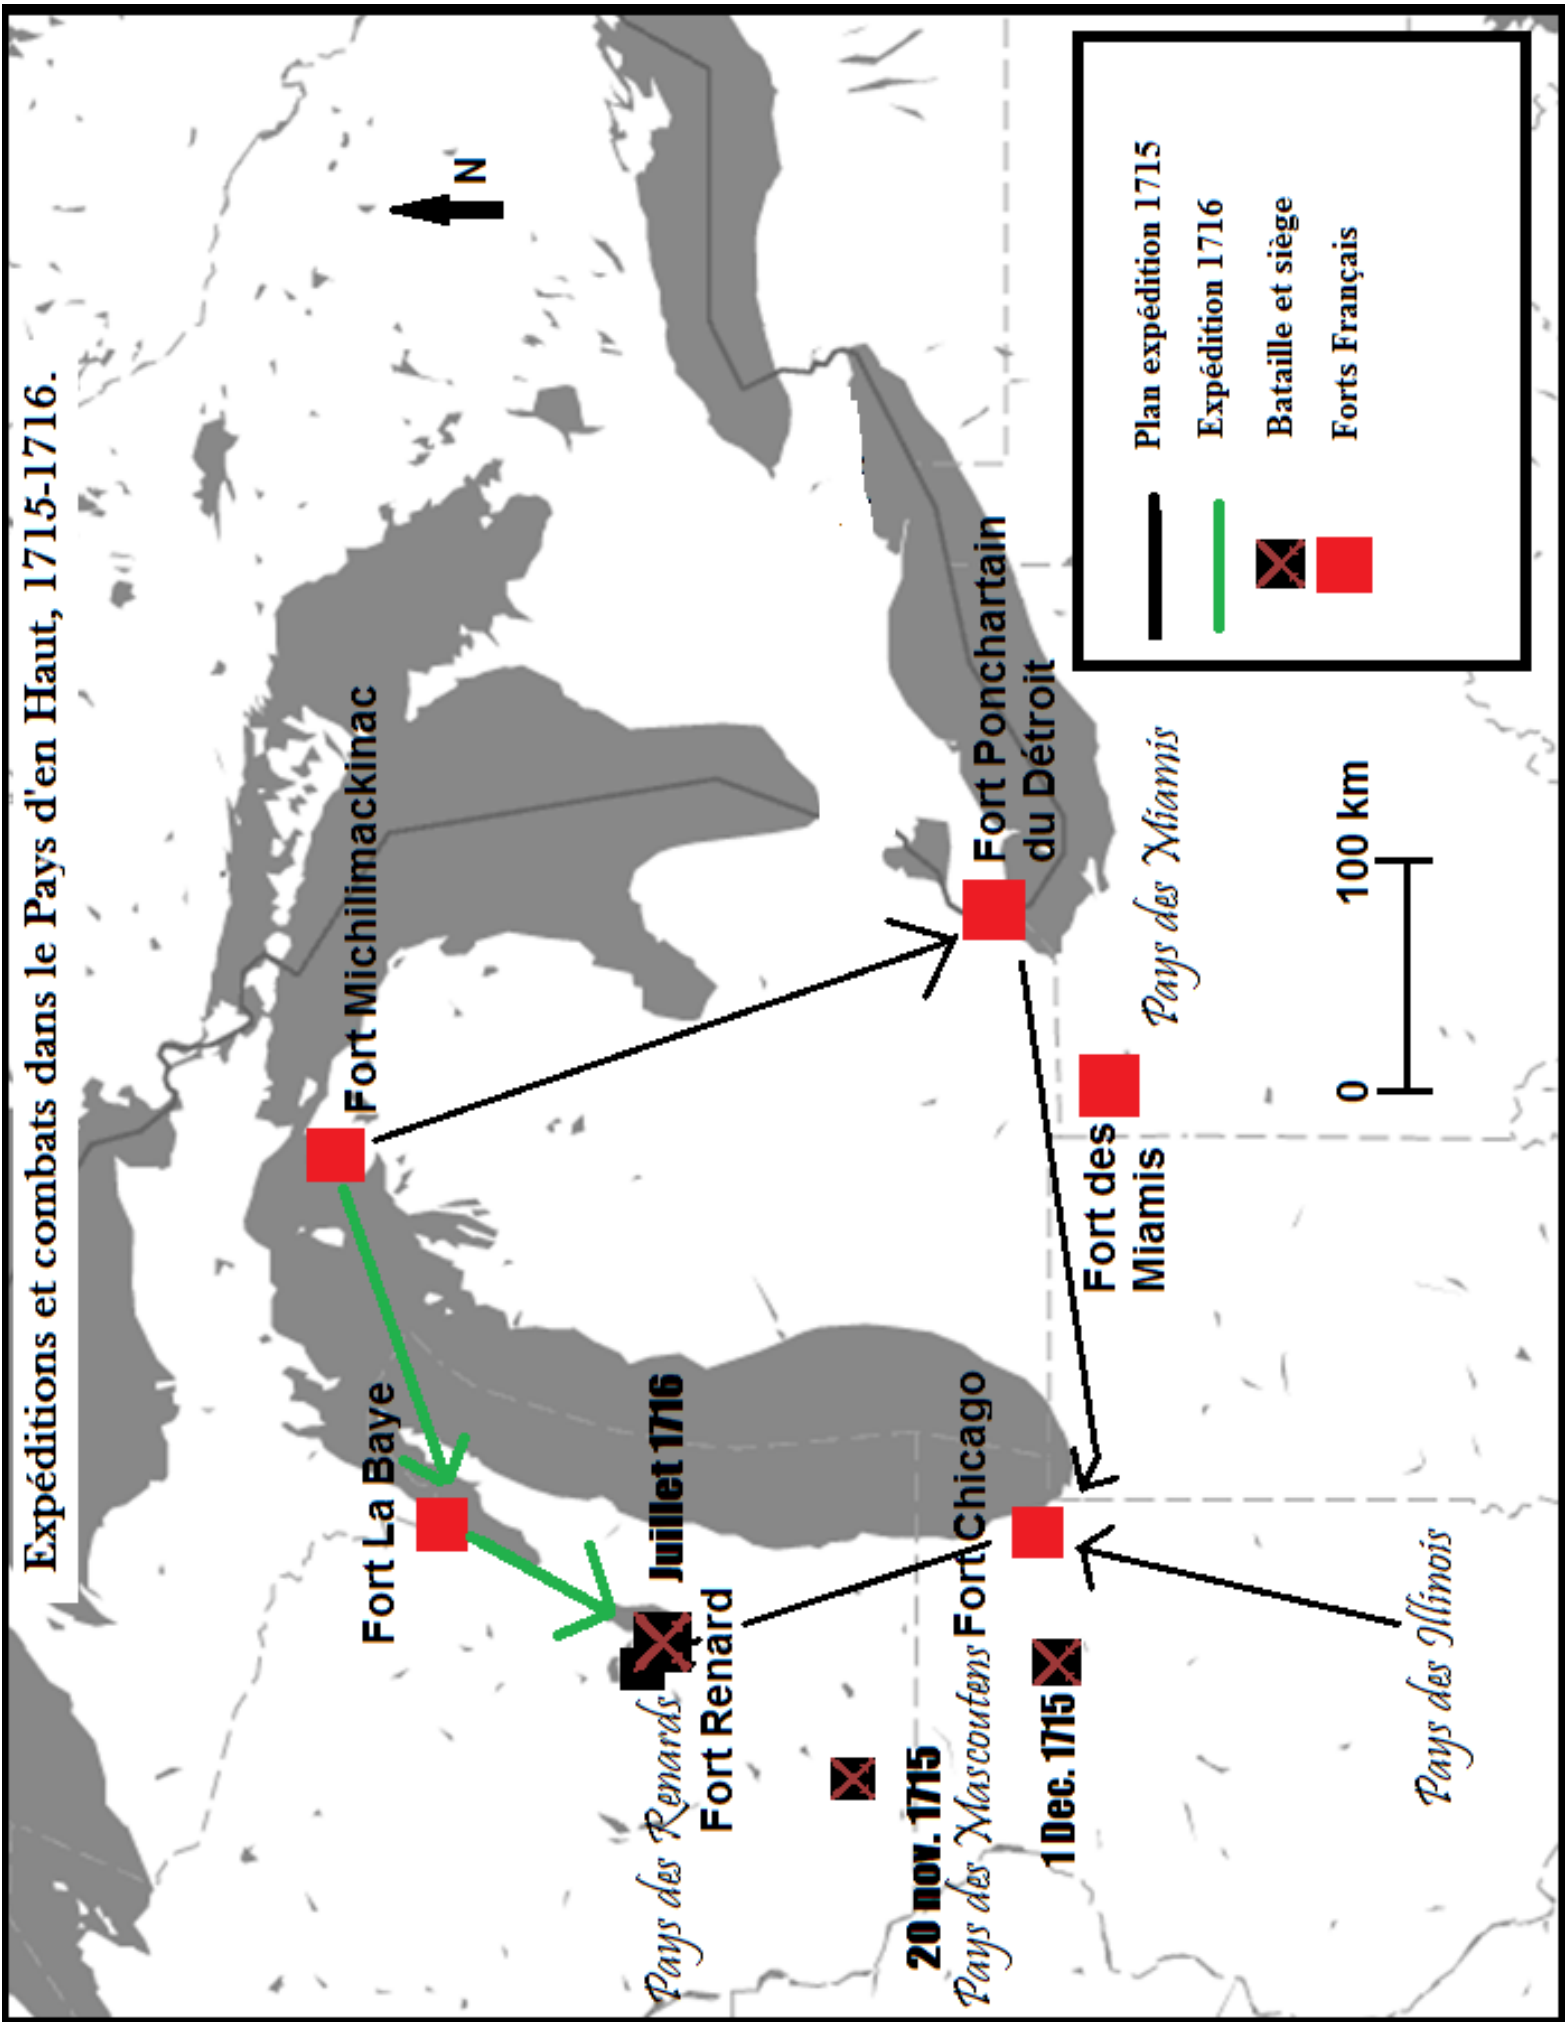 Expéditions et combats dans le Pays d'en Haut, 1715-1716.
N
Fort Michilimackinac
Fort La Baye
Juillet 1716
Pays des Renards
Fort Renard
20 nov. 1715
Pays des Mascoutens
Fort Chicago
1 Dec. 1715
Fort Ponchartain
du Détroit
Fort des
Miamis
Pays des Miamis
Pays des Illinois
0
100 km
Plan expédition 1715
Expédition 1716
Bataille et siège
Forts Français